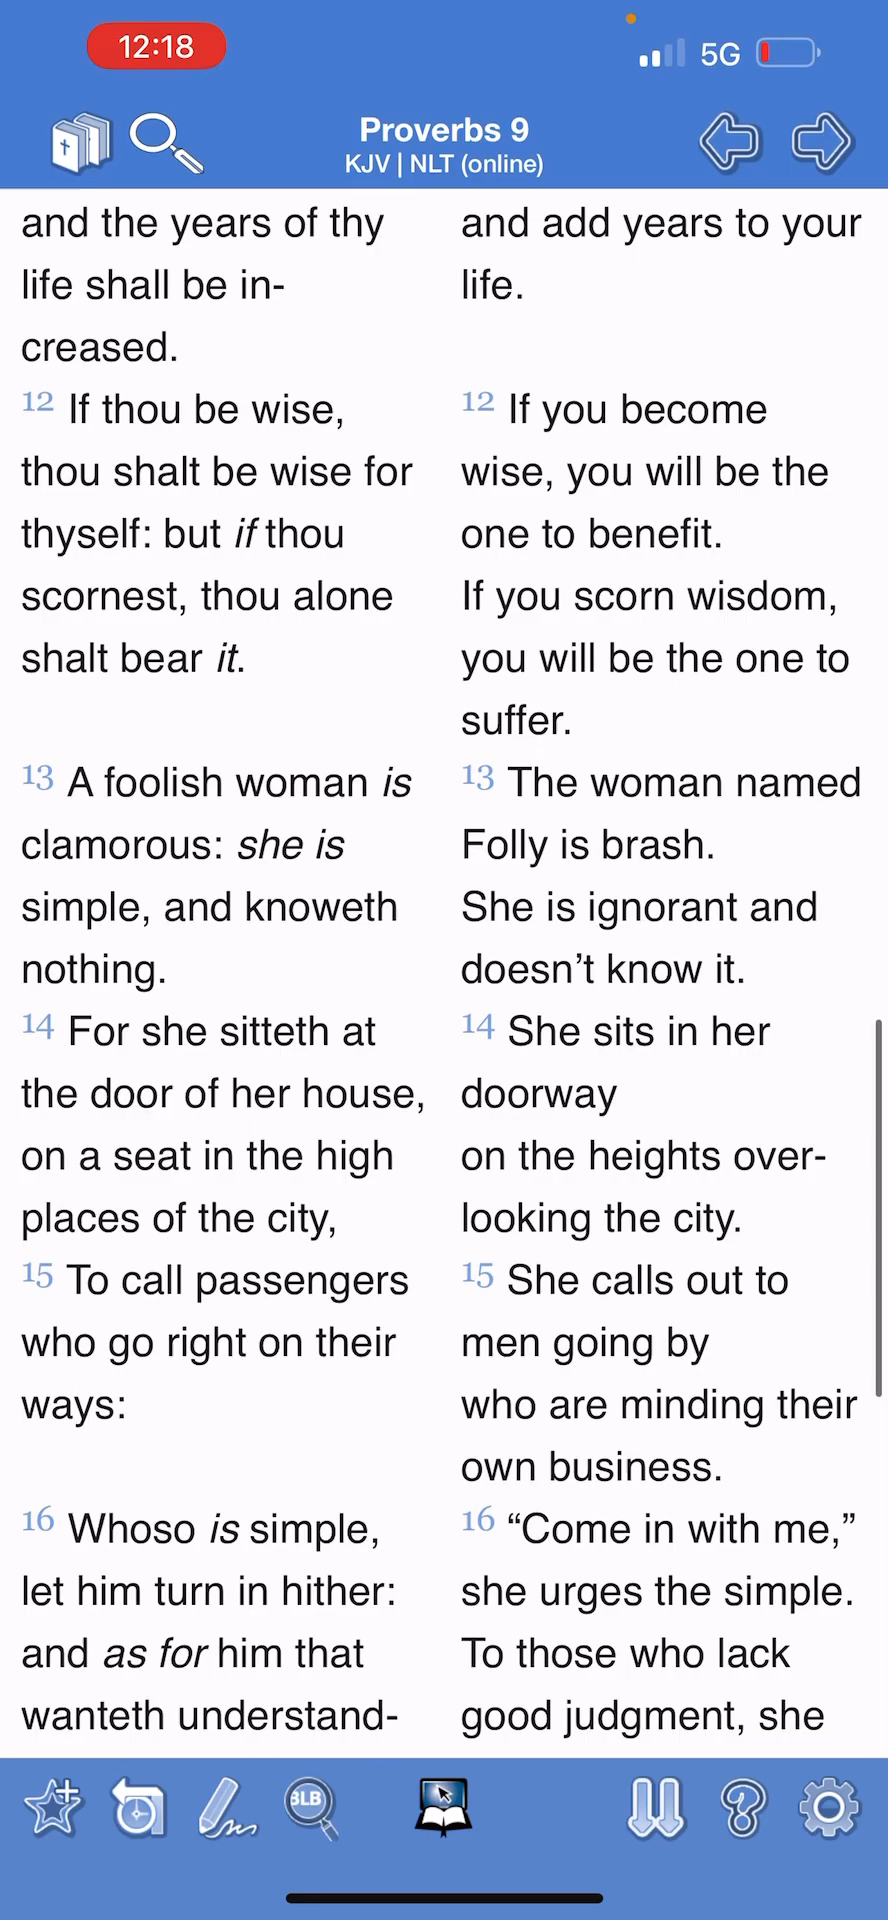 12:18
5G
Proverbs 9
KJV | NLT (online)
and the years of thy
life shall be in-
creased.
12 If thou be wise,
thou shalt be wise for
thyself: but if thou
scornest, thou alone
shalt bear it.
13 A foolish woman is
clamorous: she is
simple, and knoweth
nothing.
14 For she sitteth at
the door of her house,
on a seat in the high
places of the city,
15 To call passengers
who go right on their
ways:
16 Whoso is simple,
let him turn in hither:
and as for him that
wanteth understand-
and add years to your
life.
12 If you become
wise, you will be the
one to benefit.
If you scorn wisdom,
you will be the one to
suffer.
13 The woman named
Folly is brash.
She is ignorant and
doesn’t know it.
14 She sits in her
doorway
on the heights over-
looking the city.
15 She calls out to
men going by
who are minding their
own business.
16 “Come in with me,”
she urges the simple.
To those who lack
good judgment, she
BLB